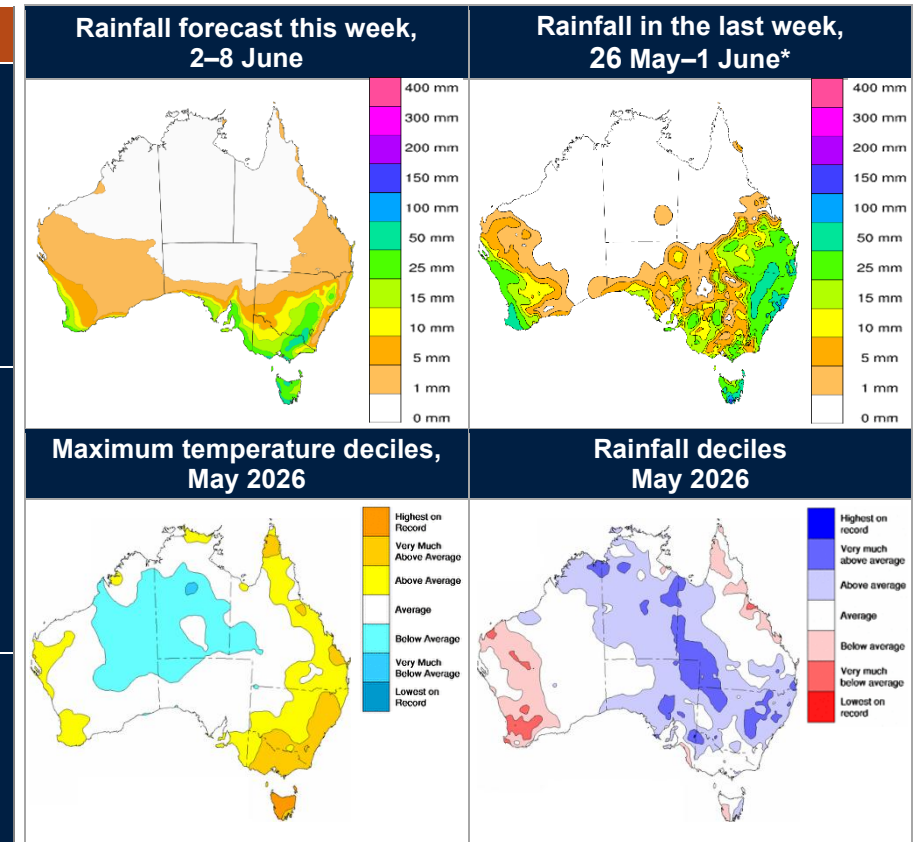 Rainfall forecast this week,
2–8 June
400 mm
300 mm
200 mm
150 mm
100 mm
50 mm
25 mm
15 mm
10 mm
5 mm
1 mm
0 mm
Rainfall in the last week,
26 May–1 June*
400 mm
300 mm
200 mm
150 mm
100 mm
50 mm
25 mm
15 mm
10 mm
5 mm
1 mm
0 mm
Maximum temperature deciles,
May 2026
Highest on
Record
Very Much
Above Average
Above Average
Average
Below Average
Very Much
Below Average
Lowest on
Record
Rainfall deciles
May 2026
Highest on
record
Very much
above average
Above average
Average
Below average
Very much
below average
Lowest on
record